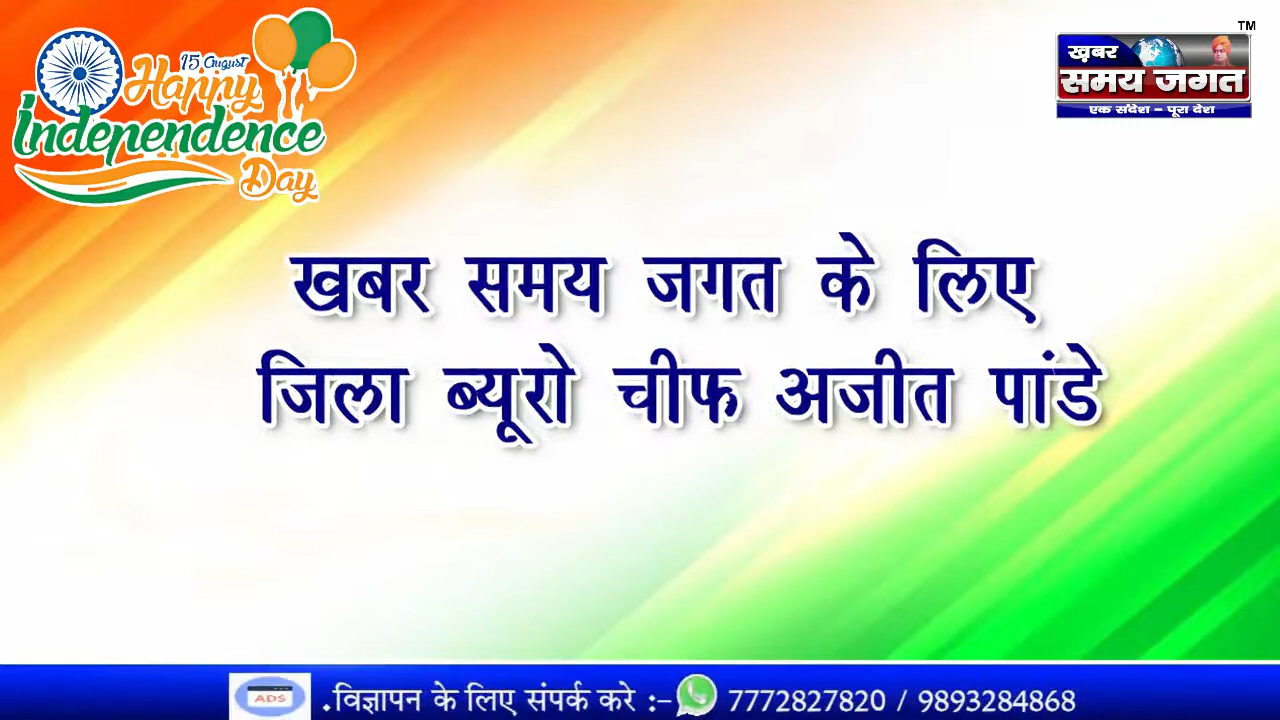 15 August
Happy
Independence
Day
TM
ख़बर
समय जगत
एक संदेश - पूरा देश
खबर समय जगत के लिए
जिला ब्यूरो चीफ अजीत पांडे
ADS
.विज्ञापन के लिए संपर्क करे :- 7772827820 / 9893284868